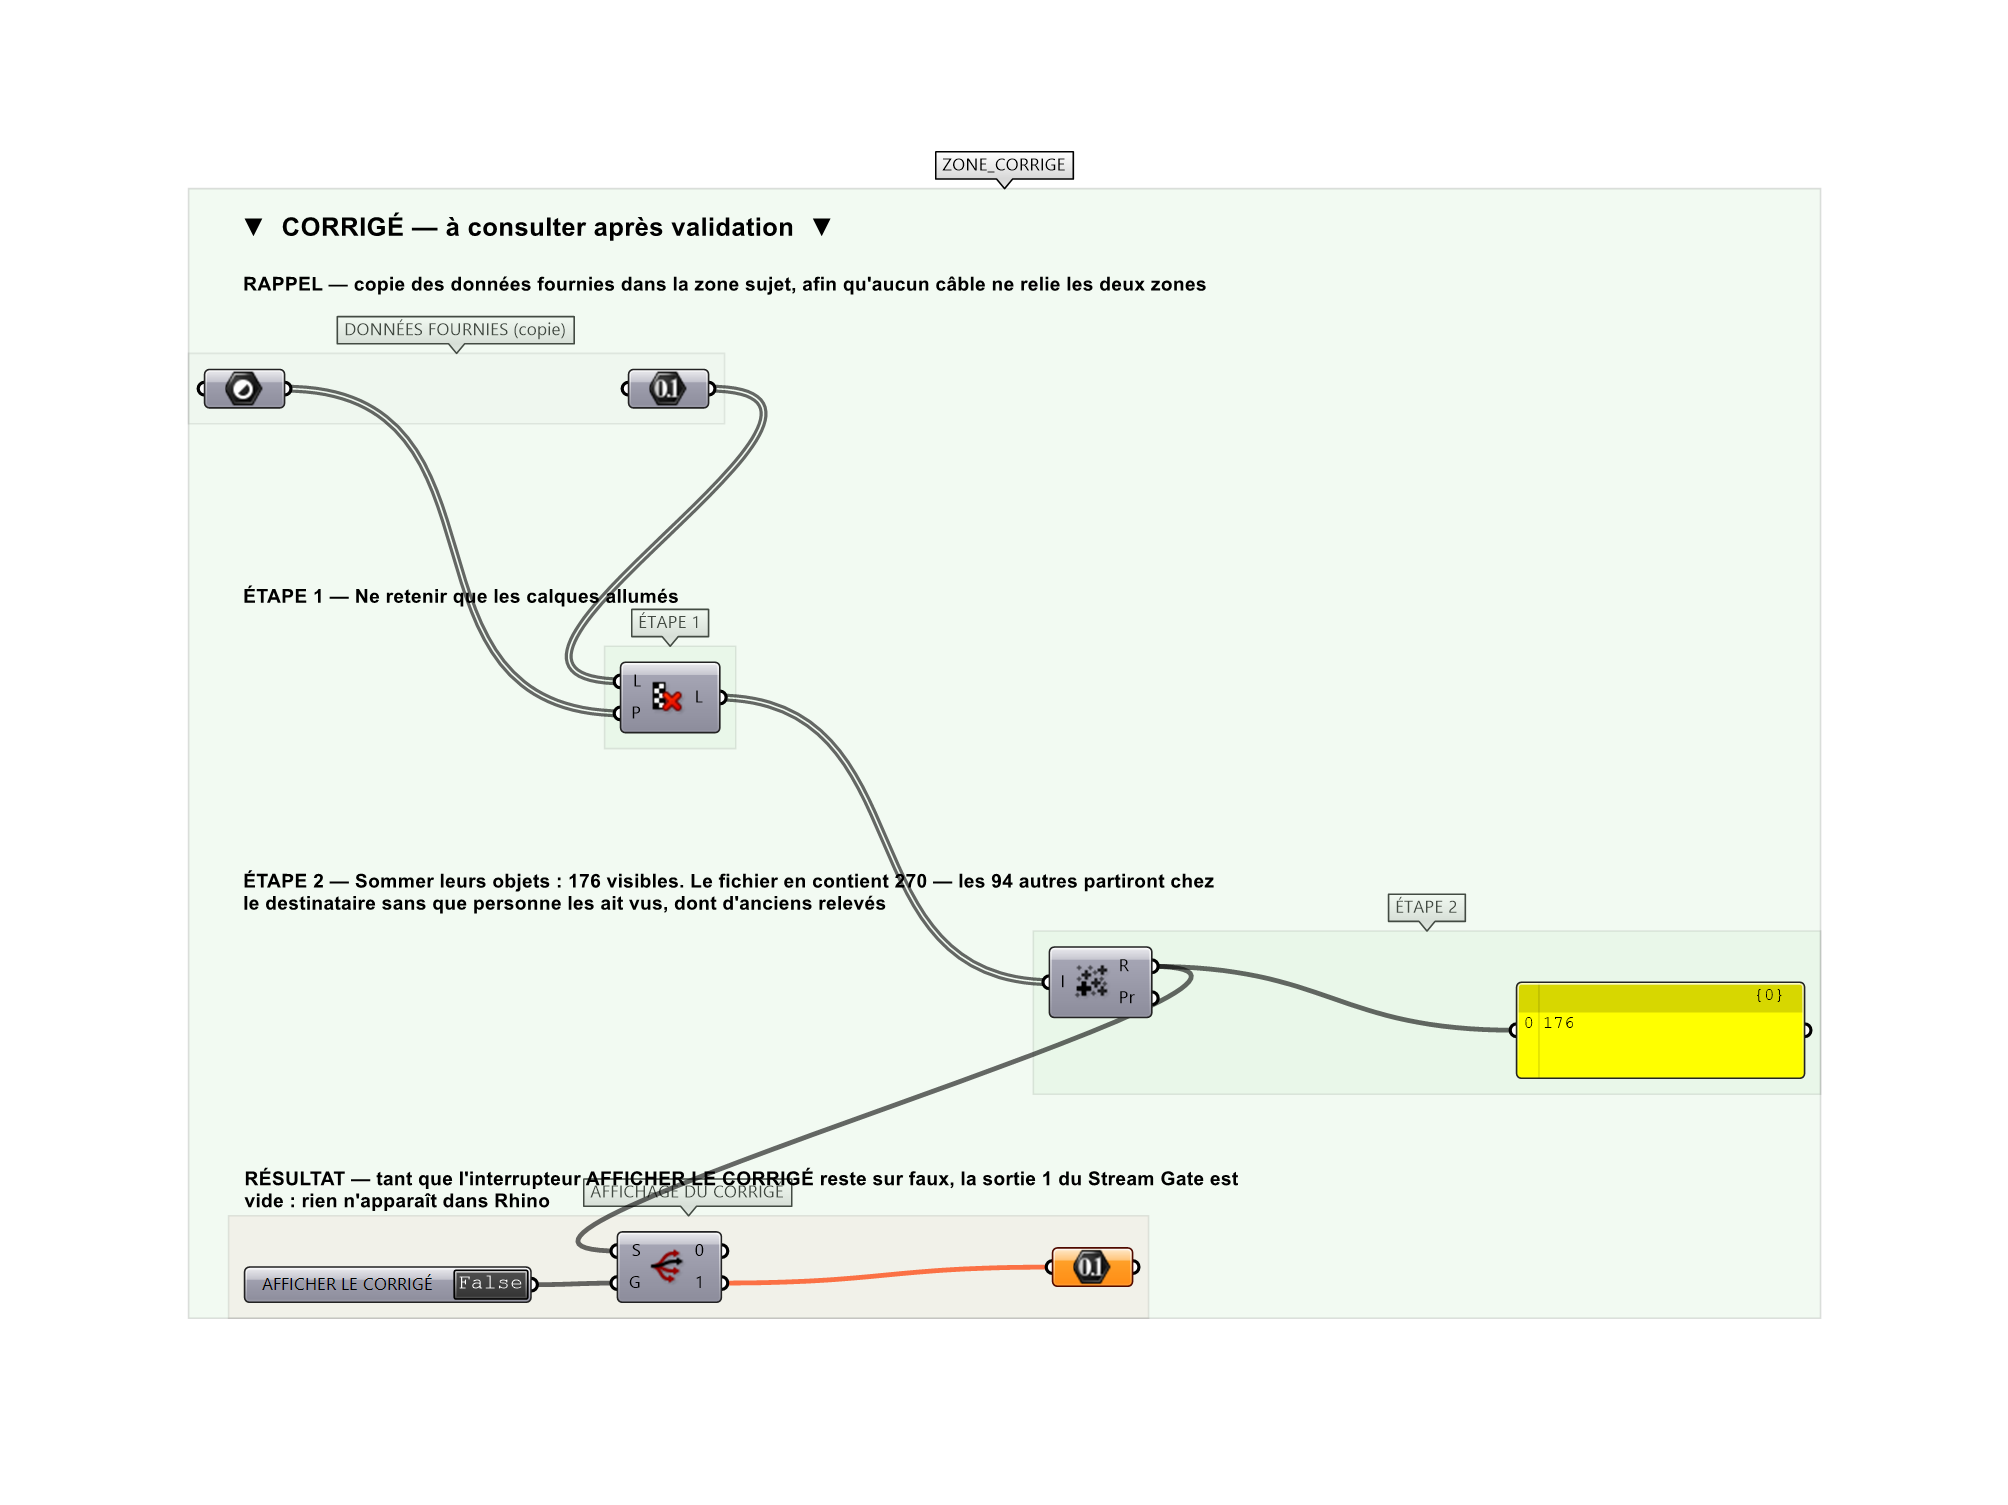 ZONE_CORRIGE
▼ CORRIGÉ — à consulter après validation ▼
RAPPEL — copie des données fournies dans la zone sujet, afin qu'aucun câble ne relie les deux zones
DONNÉES FOURNIES (copie)
0.1
ÉTAPE 1 — Ne retenir que les calques allumés
ÉTAPE 1
L
P
L
ÉTAPE 2 — Sommer leurs objets : 176 visibles. Le fichier en contient 270 — les 94 autres partiront chez
le destinataire sans que personne les ait vus, dont d'anciens relevés
ÉTAPE 2
I
R
Pr
{0}
0 176
RÉSULTAT — tant que l'interrupteur AFFICHER LE CORRIGÉ reste sur faux, la sortie 1 du Stream Gate est
vide : rien n'apparaît dans Rhino
AFFICHAGE DU CORRIGÉ
AFFICHER LE CORRIGÉ False
S
G
0
1
0.1